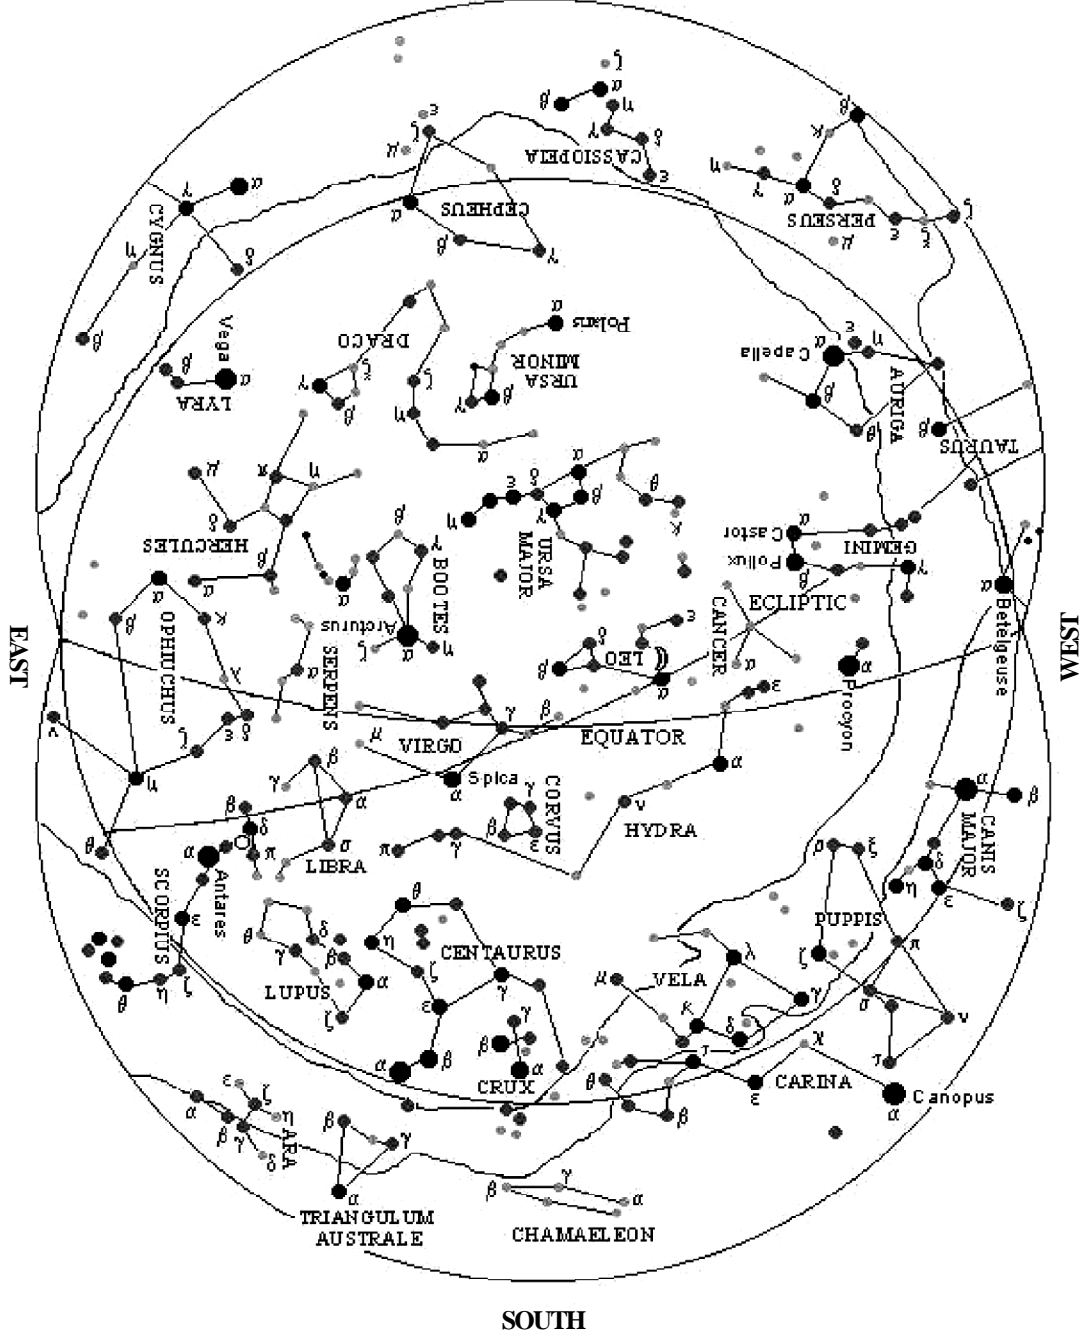 ζ
α
β
η
γ
δ
CASSIOPEIA
ε
β
κ
η
γ
α
δ
PERSEUS
ε
ξ
ζ
μ
ε
ζ
μ
α
CEPHEUS
β
γ
γ
α
CYGNUS
η
δ
β
Vega
β
α
LYRA
DRACO
γ
ξ
β
ζ
η
α
α
Polaris
URSA
MINOR
γ
β
ε
α
η
Capella
β
θ
AURIGA
β
TAURUS
μ
π
η
δ
HERCULES
β
α
α
η
ε
δ
γ
α
β
URSA
MAJOR
θ
κ
β
γ
BOOTES
Arcturus
ζ
α
η
Castor
α
GEMINI
Pollux
β
γ
ECLIPTIC
CANCER
α
α
Betelgeuse
EAST
WEST
α
β
κ
OPHIUCHUS
λ
ν
ζ
ε
δ
η
θ
α
SERPENS
δ
β
LEO
ε
α
α
Procyon
ε
α
μ
VIRGO
γ
β
EQUATOR
Spica
α
β
γ
α
σ
LIBRA
β
δ
α
π
Antares
SCORPIUS
ε
ζ
η
θ
CORVUS
γ
β
ε
π
γ
ν
HYDRA
α
β
CANIS
MAJOR
δ
η
ε
ζ
ρ
ξ
PUPPIS
ζ
π
σ
ν
τ
θ
η
CENTAURUS
ζ
γ
ε
α
β
θ
δ
γ
β
LUPUS
α
ζ
γ
β
CRUX
α
μ
VELA
λ
κ
δ
γ
χ
ι
θ
β
ε
CARINA
α
Canopus
ε
α
ζ
η
β
γ
δ
ARA
β
γ
α
TRIANGULUM
AUSTRALE
β
γ
α
CHAMAELEON
SOUTH